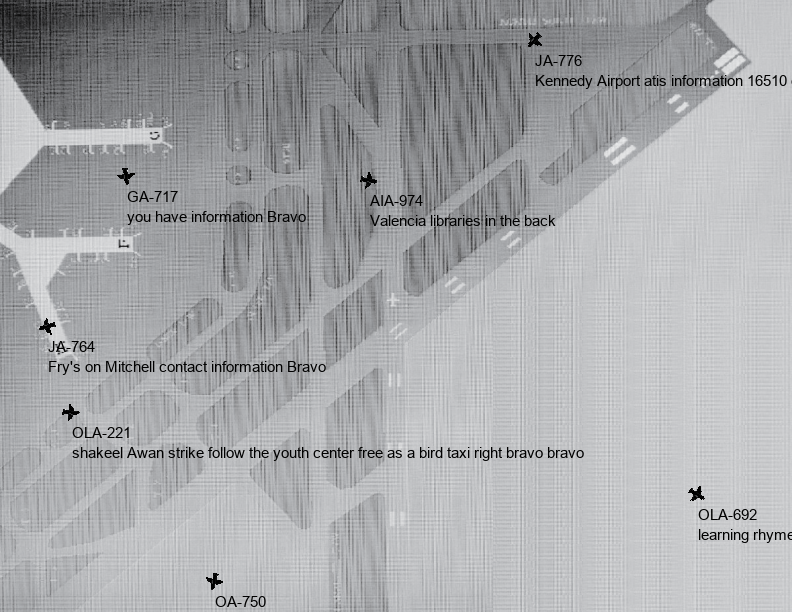 JA-776
Kennedy Airport atis information 16510
GA-717
you have information Bravo
AIA-974
Valencia libraries in the back
JA-764
Fry's on Mitchell contact information Bravo
OLA-221
shakeel Awan strike follow the youth center free as a bird taxi right bravo bravo
OLA-692
learning rhyme
OA-750